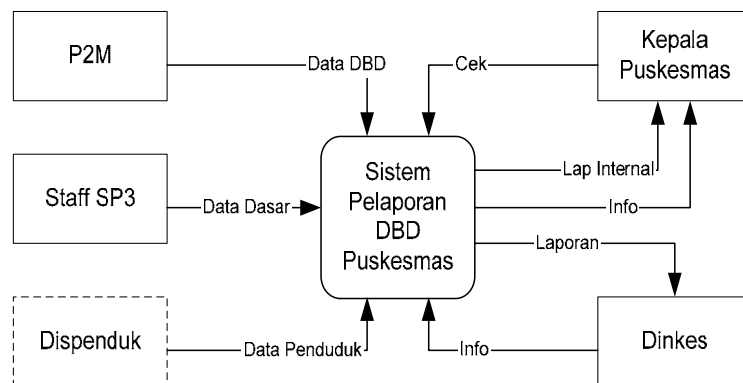 P2M
Data DBD
Cek
Kepala
Puskesmas
Staff SP3
Data Dasar
Sistem
Pelaporan
DBD
Puskesmas
Lap Internal
Info
Laporan
Dispenduk
Data Penduduk
Info
Dinkes